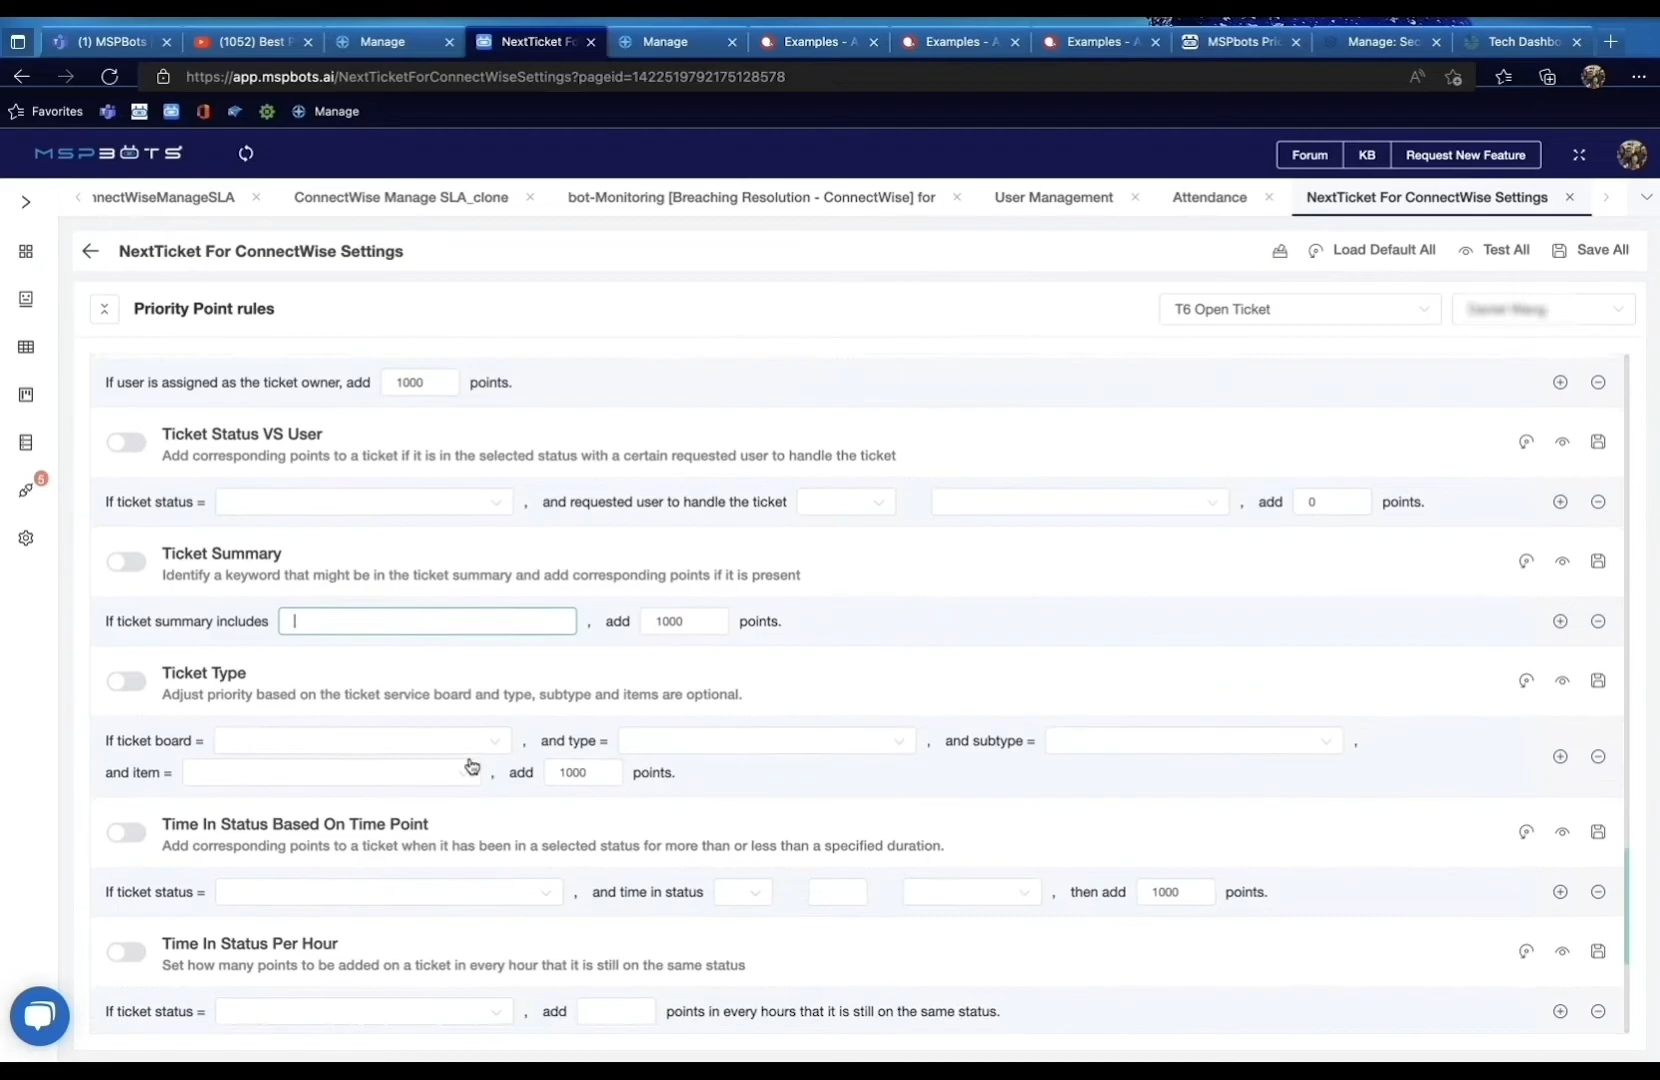 (1) MSPBots
(1052) Best
Manage
NextTicket Fo
Manage
Examples - A
Examples - A
Examples - A
MSPbots Pric
Manage: Sec
Tech Dashbo
https://app.mspbots.ai/NextTicketForConnectWiseSettings?pageid=1422519792175128578
Favorites
Manage
MSPBOTS
Forum
KB
Request New Feature
nnectWiseManageSLA
ConnectWise Manage SLA_clone
bot-Monitoring [Breaching Resolution - ConnectWise] for
User Management
Attendance
NextTicket For ConnectWise Settings
NextTicket For ConnectWise Settings
Load Default All
Test All
Save All
Priority Point rules
T6 Open Ticket
If user is assigned as the ticket owner, add 1000 points.
Ticket Status VS User
Add corresponding points to a ticket if it is in the selected status with a certain requested user to handle the ticket
If ticket status = , and requested user to handle the ticket , add 0 points.
Ticket Summary
Identify a keyword that might be in the ticket summary and add corresponding points if it is present
If ticket summary includes , add 1000 points.
Ticket Type
Adjust priority based on the ticket service board and type, subtype and items are optional.
If ticket board = , and type = , and subtype = ,
and item = , add 1000 points.
Time In Status Based On Time Point
Add corresponding points to a ticket when it has been in a selected status for more than or less than a specified duration.
If ticket status = , and time in status , then add 1000 points.
6
Time In Status Per Hour
Set how many points to be added on a ticket in every hour that it is still on the same status
If ticket status = , add points in every hours that it is still on the same status.